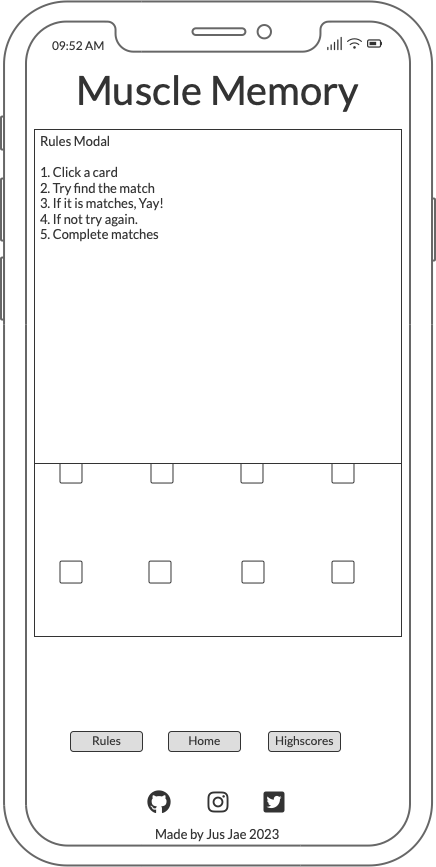 09:52 AM
Muscle Memory
Rules Modal
1. Click a card
2. Try find the match
3. If it is matches, Yay!
4. If not try again.
5. Complete matches
Rules
Home
Highscores
Made by Jus Jae 2023